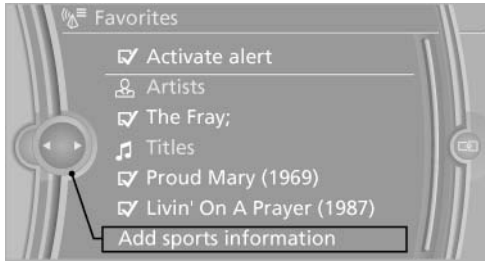 Favorites
Activate alert
Artists
The Fray;
Titles
Proud Mary (1969)
Livin' On A Prayer (1987)
Add sports information